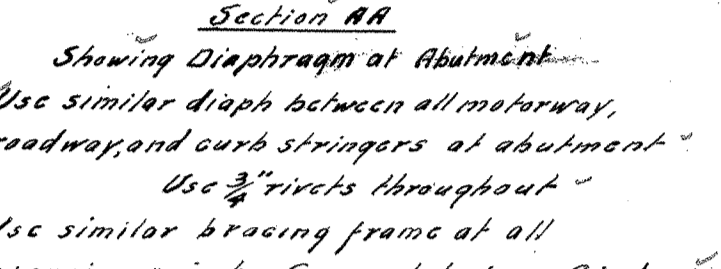 Section AA
Showing Diaphragm at Abutment
Use similar diaph between all motorway,
roadway, and curb stringers at abutment
Use 3/4" rivets throughout
Use similar bracing frame at all